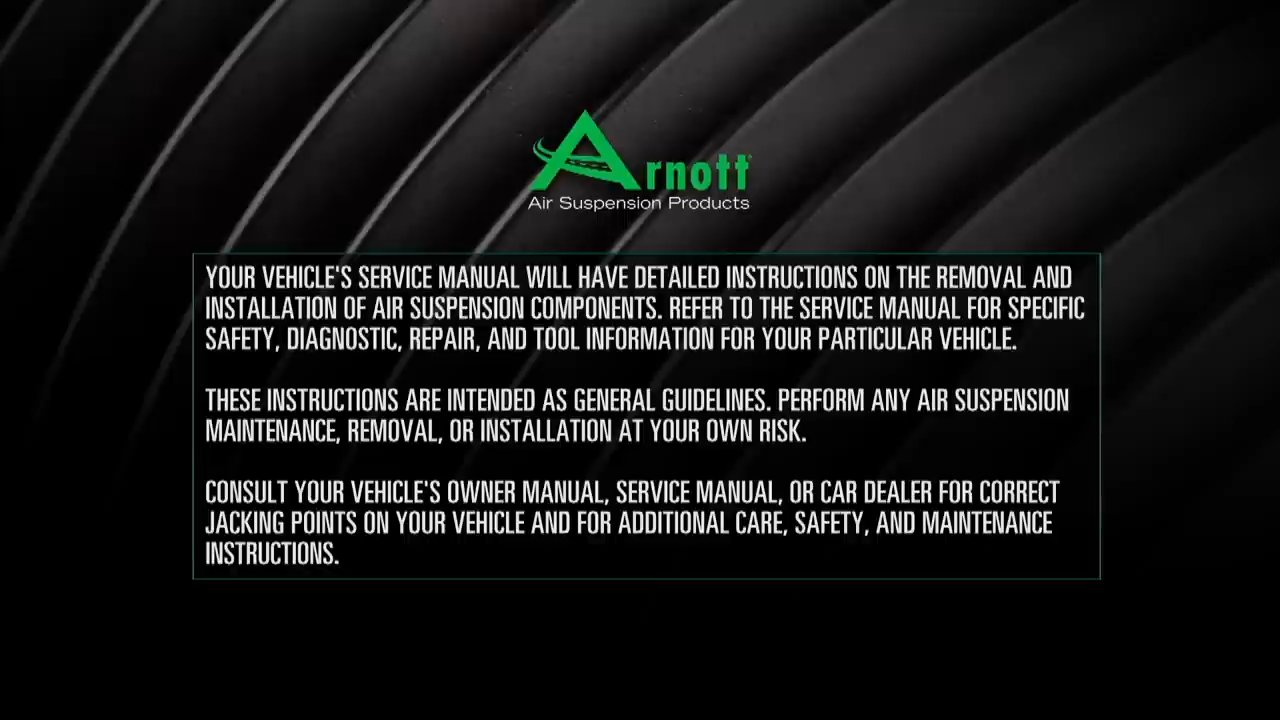 Arnott
Air Suspension Products
YOUR VEHICLE'S SERVICE MANUAL WILL HAVE DETAILED INSTRUCTIONS ON THE REMOVAL AND
INSTALLATION OF AIR SUSPENSION COMPONENTS. REFER TO THE SERVICE MANUAL FOR SPECIFIC
SAFETY, DIAGNOSTIC, REPAIR, AND TOOL INFORMATION FOR YOUR PARTICULAR VEHICLE.
THESE INSTRUCTIONS ARE INTENDED AS GENERAL GUIDELINES. PERFORM ANY AIR SUSPENSION
MAINTENANCE, REMOVAL, OR INSTALLATION AT YOUR OWN RISK.
CONSULT YOUR VEHICLE'S OWNER MANUAL, SERVICE MANUAL, OR CAR DEALER FOR CORRECT
JACKING POINTS ON YOUR VEHICLE AND FOR ADDITIONAL CARE, SAFETY, AND MAINTENANCE
INSTRUCTIONS.